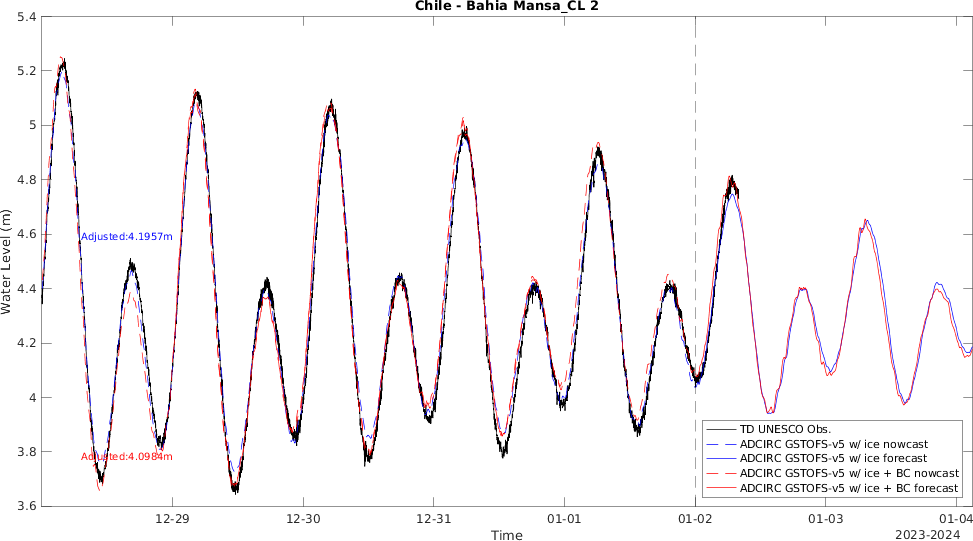 Chile - Bahia Mansa_CL 2
5.4
5.2
5
4.8
4.6
4.4
4.2
4
3.8
3.6
Water Level (m)
Adjusted:4.1957m
Adjusted:4.0984m
TD UNESCO Obs.
ADCIRC GSTOFS-v5 w/ ice nowcast
ADCIRC GSTOFS-v5 w/ ice forecast
ADCIRC GSTOFS-v5 w/ ice + BC nowcast
ADCIRC GSTOFS-v5 w/ ice + BC forecast
12-29 12-30 12-31 01-01 01-02 01-03 01-04
Time
2023-2024